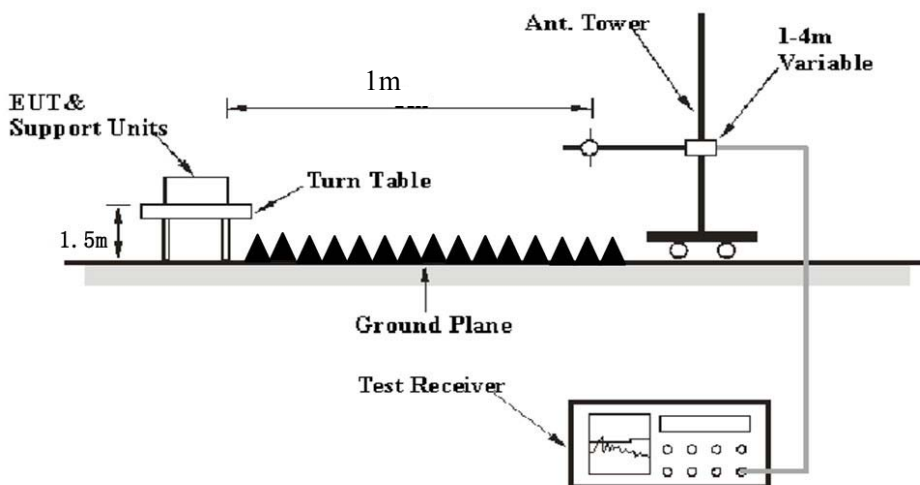 Ant. Tower
1-4m
Variable
1m
EUT&
Support Units
Turn Table
1.5m
Ground Plane
Test Receiver